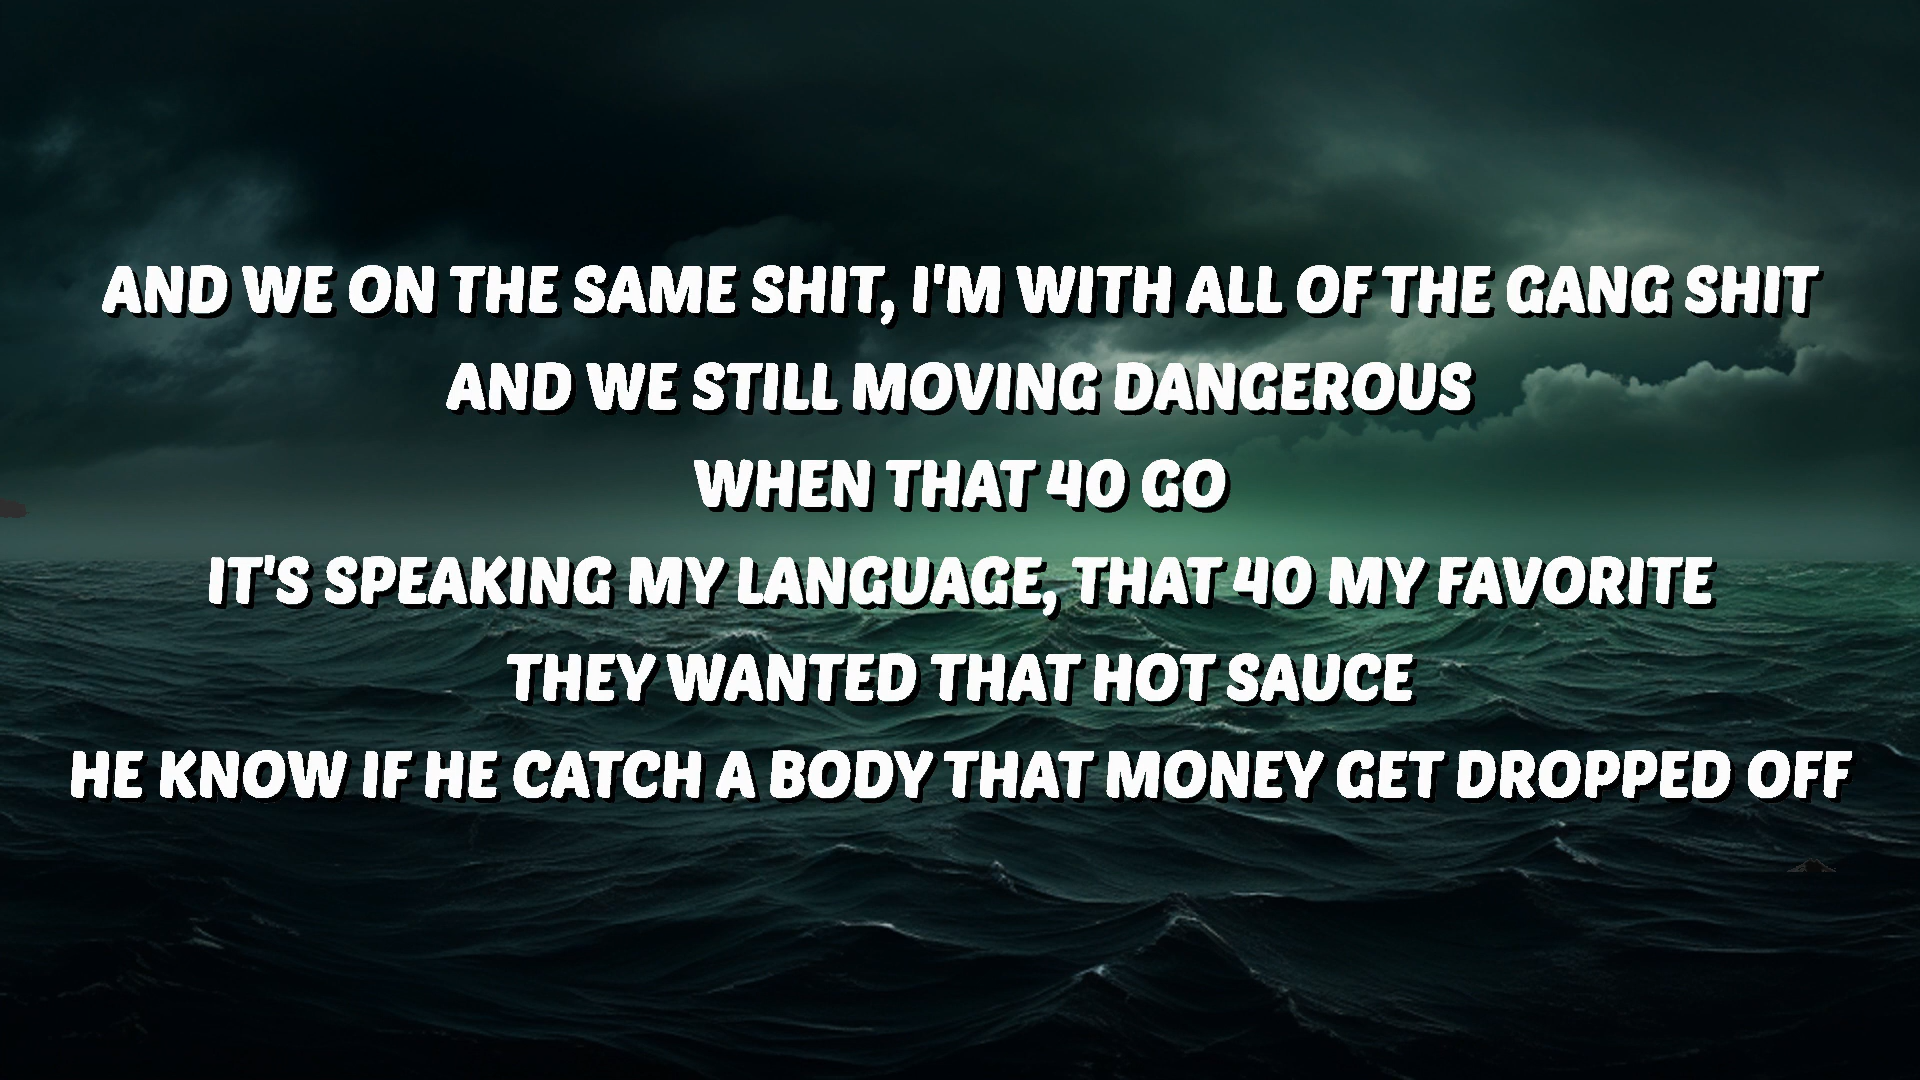 AND WE ON THE SAME SHIT, I'M WITH ALL OF THE GANG SHIT
AND WE STILL MOVING DANGEROUS
WHEN THAT 40 GO
IT'S SPEAKING MY LANGUAGE, THAT 40 MY FAVORITE
THEY WANTED THAT HOT SAUCE
HE KNOW IF HE CATCH A BODY THAT MONEY GET DROPPED OFF